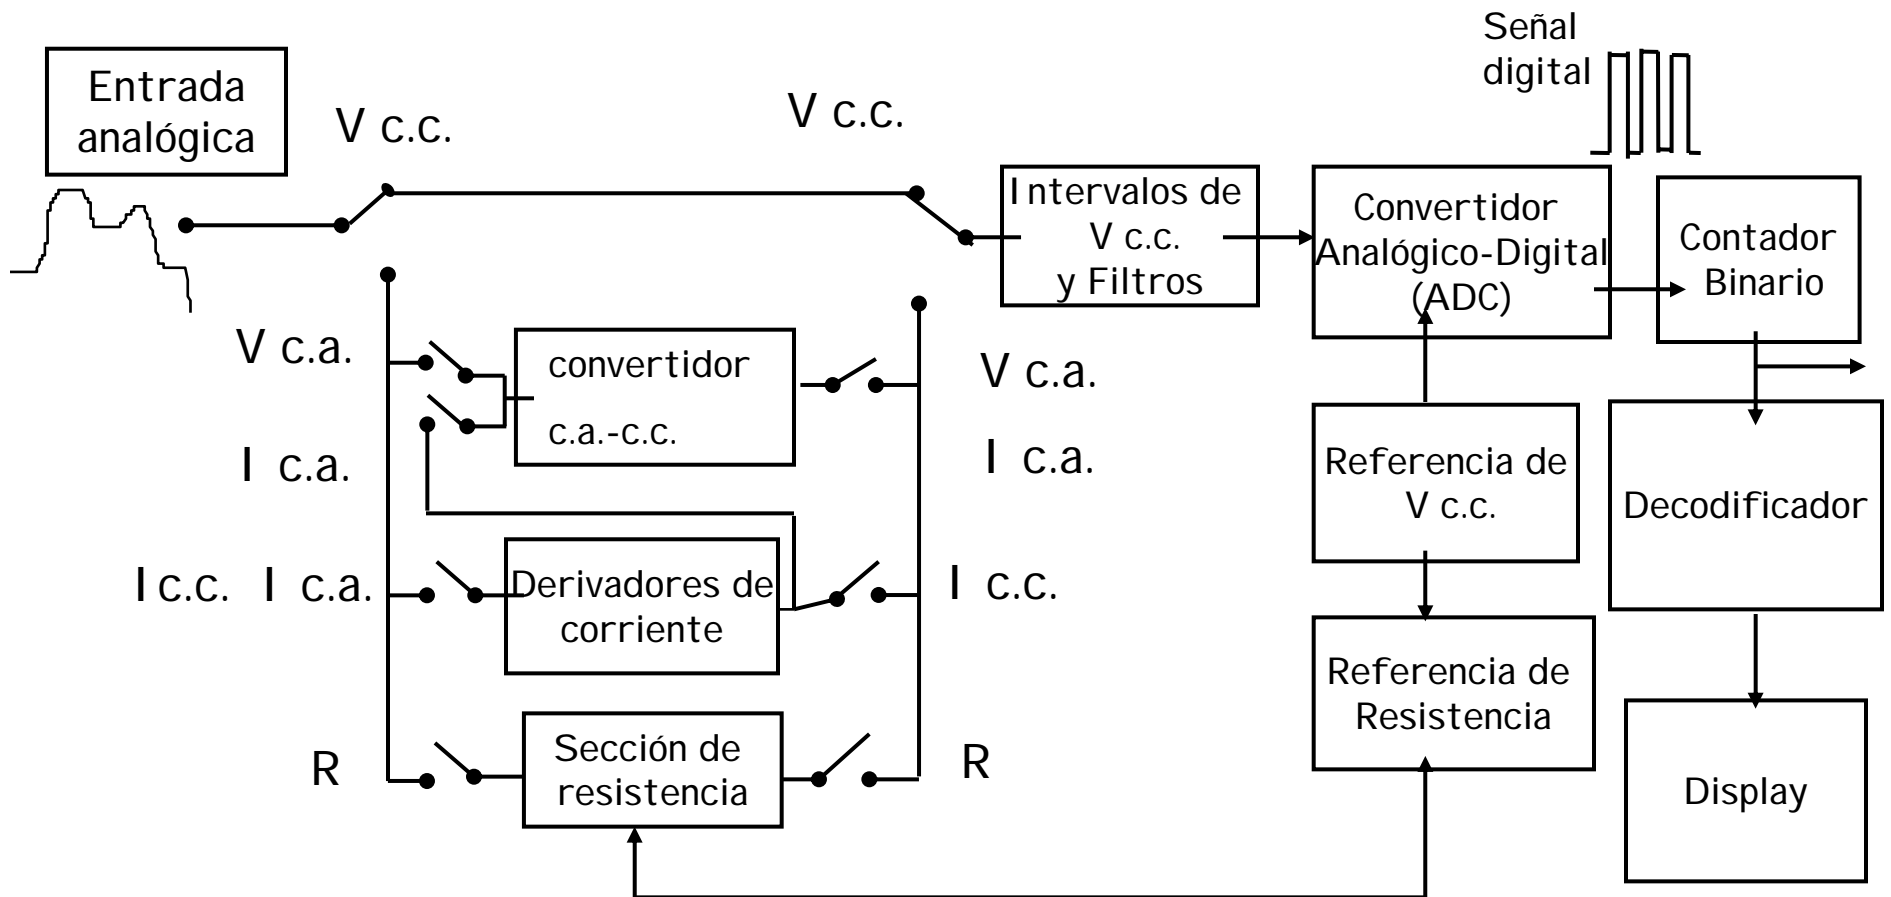 Señal
digital
Entrada
analógica
V c.c.
V c.c.
Intervalos de
V c.c.
y Filtros
Convertidor
Analógico-Digital
(ADC)
Contador
Binario
V c.a.
convertidor
c.a.-c.c.
V c.a.
I c.a.
I c.a.
Referencia de
V c.c.
Decodificador
I c.c. I c.a.
Derivadores de
corriente
I c.c.
Referencia de
Resistencia
R
Sección de
resistencia
R
Display